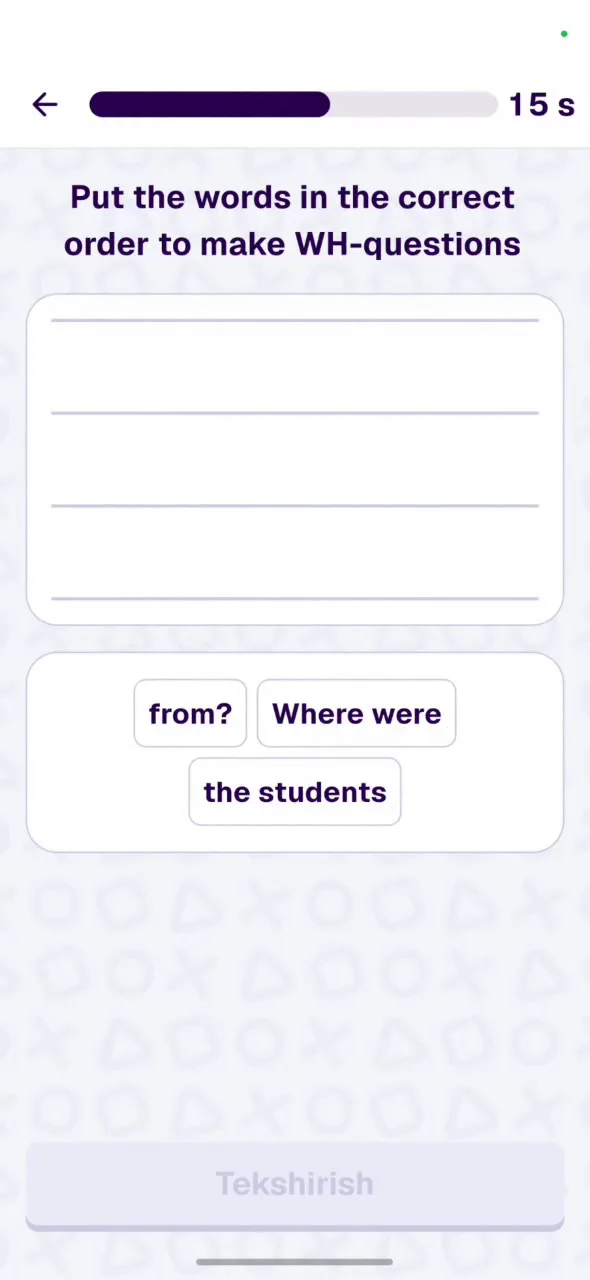 15 s
Put the words in the correct
order to make WH-questions
from? Where were
the students
Tekshirish